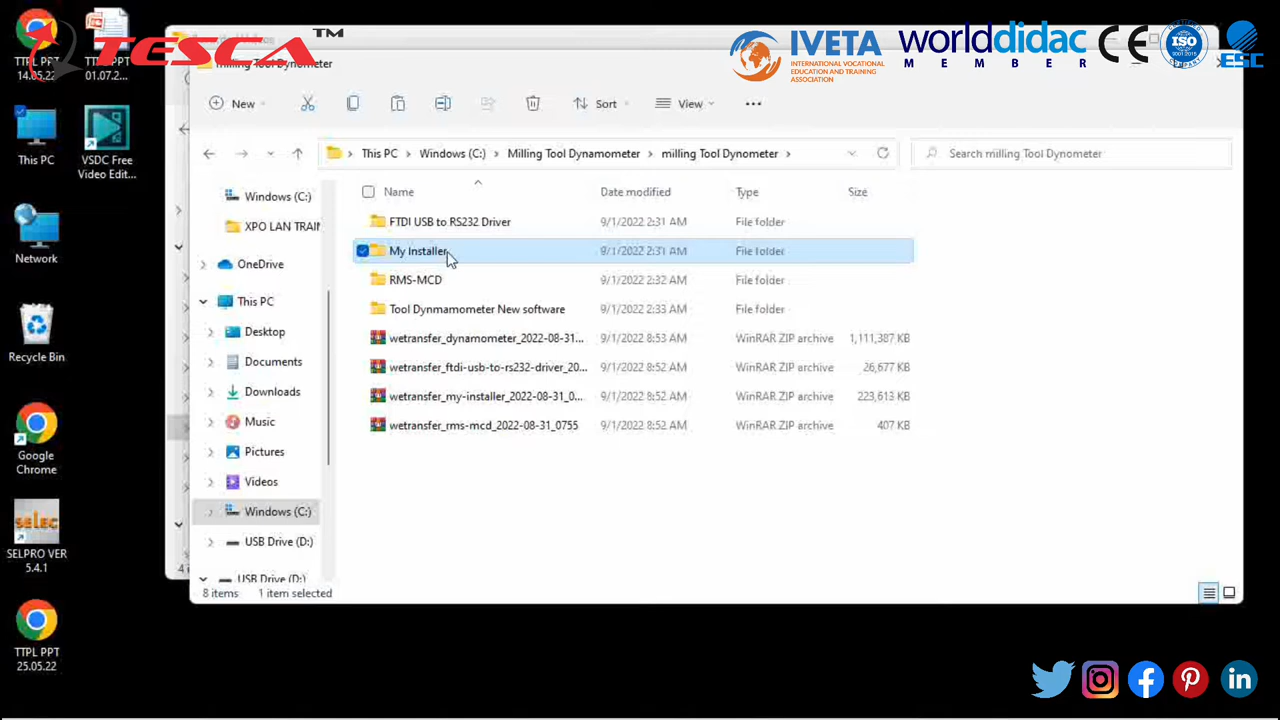 TESCA TM
IVETA
INTERNATIONAL VOCATIONAL
EDUCATION AND TRAINING
ASSOCIATION
worlddidac
MEMBER
CE
CERTIFIED
ISO
9001:2015
COMPANY
ESC
TTPL PPT
14.05.22
TTPL PPT
01.07.2...
This PC
VSDC Free
Video Edit...
Network
Recycle Bin
Google
Chrome
selec
SELPRO VER
5.4.1
TTPL PPT
25.05.22
milling Tool Dynometer
New
Sort
View
This PC > Windows (C:) > Milling Tool Dynamometer > milling Tool Dynometer >
Search milling Tool Dynometer
Windows (C:)
XPO LAN TRAIN
OneDrive
This PC
Desktop
Documents
Downloads
Music
Pictures
Videos
Windows (C:)
USB Drive (D:)
USB Drive (D:)
Name Date modified Type Size
FTDI USB to RS232 Driver 9/1/2022 2:31 AM File folder
My Installer 9/1/2022 2:31 AM File folder
RMS-MCD 9/1/2022 2:32 AM File folder
Tool Dynmamometer New software 9/1/2022 2:33 AM File folder
wetransfer_dynamometer_2022-08-31... 9/1/2022 8:53 AM WinRAR ZIP archive 1,111,387 KB
wetransfer_ftdi-usb-to-rs232-driver_20... 9/1/2022 8:52 AM WinRAR ZIP archive 26,677 KB
wetransfer_my-installer_2022-08-31_0... 9/1/2022 8:52 AM WinRAR ZIP archive 223,613 KB
wetransfer_rms-mcd_2022-08-31_0755 9/1/2022 8:52 AM WinRAR ZIP archive 407 KB
8 items 1 item selected